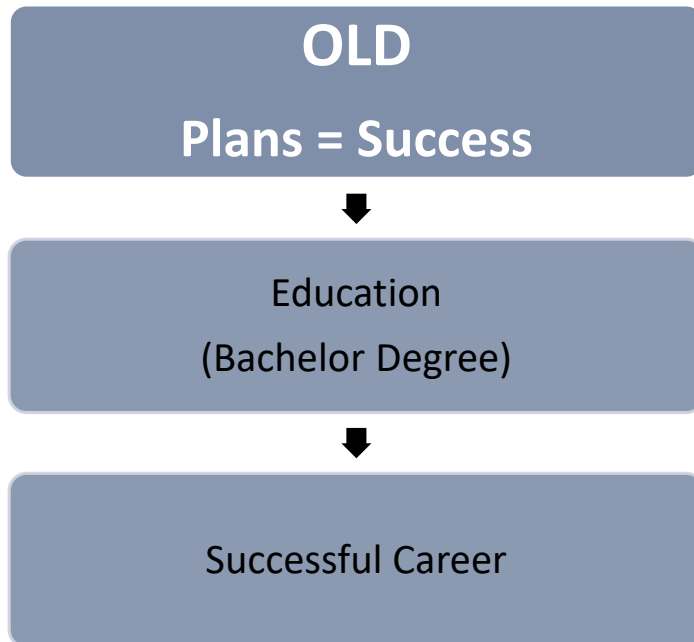 OLD
Plans = Success
Education
(Bachelor Degree)
Successful Career